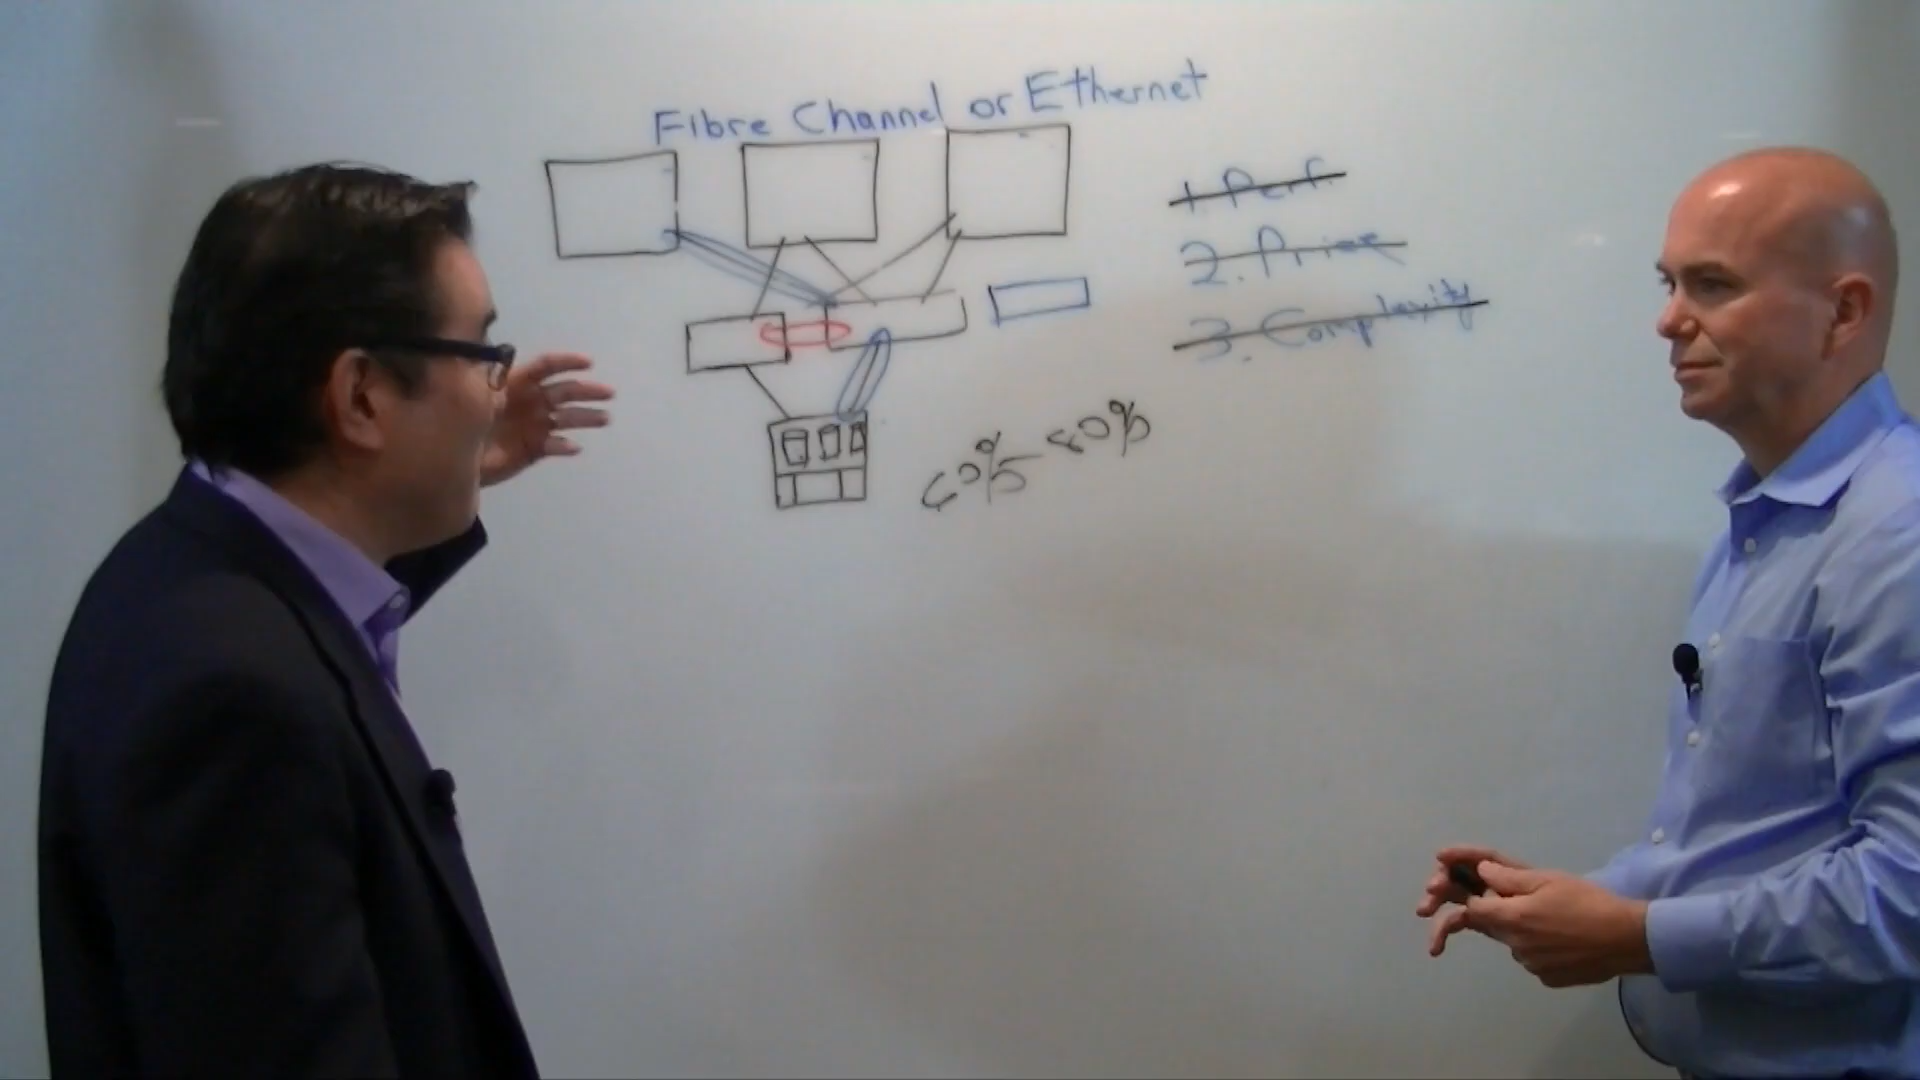 Fibre Channel or Ethernet
1. Perf.
2. Price
3. Complexity
60%-80%